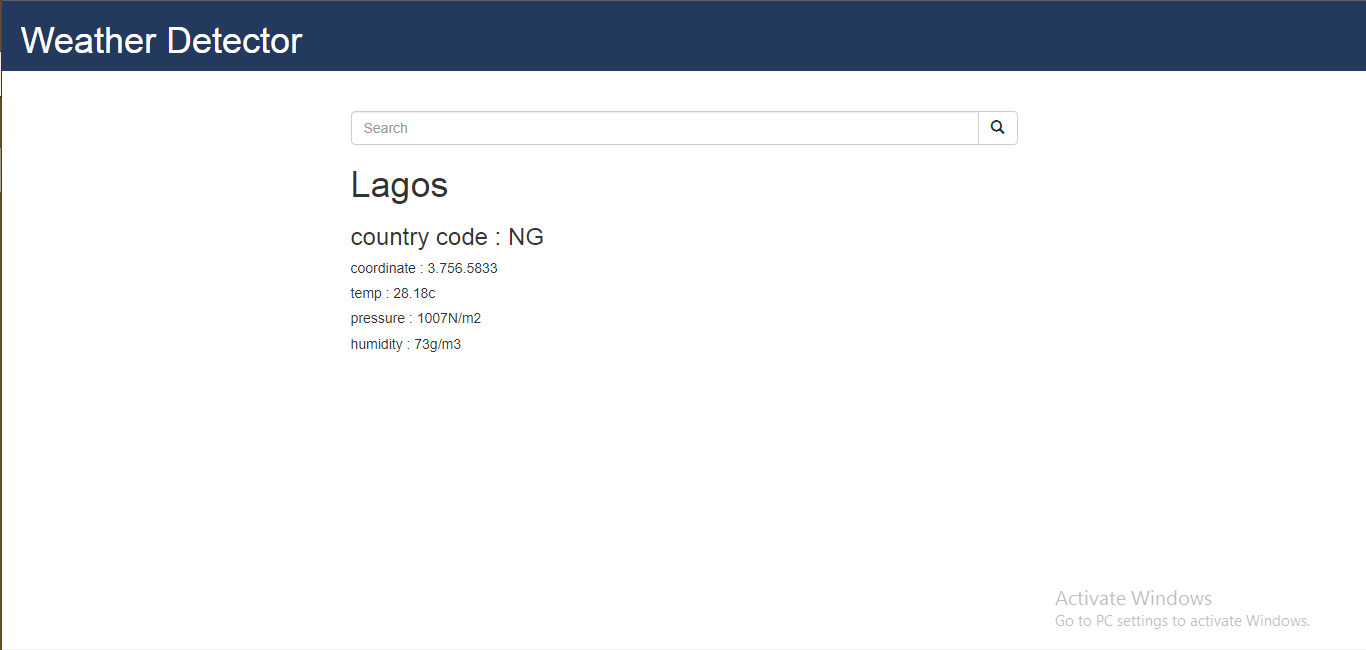 Weather Detector
Search
Lagos
country code : NG
coordinate : 3.756.5833
temp : 28.18c
pressure : 1007N/m2
humidity : 73g/m3
Activate Windows
Go to PC settings to activate Windows.